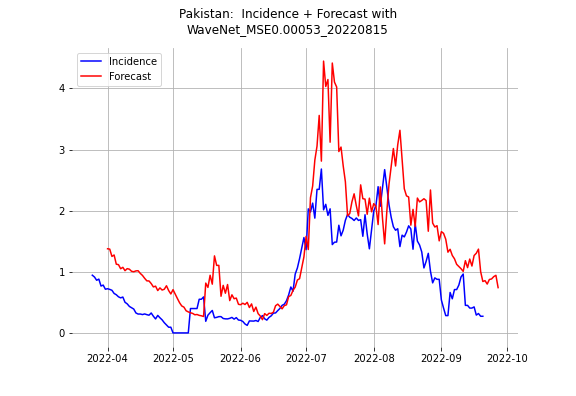 Pakistan:  Incidence + Forecast with
WaveNet_MSE0.00053_20220815
Incidence
Forecast
4
3
2
1
0
2022-04 2022-05 2022-06 2022-07 2022-08 2022-09 2022-10